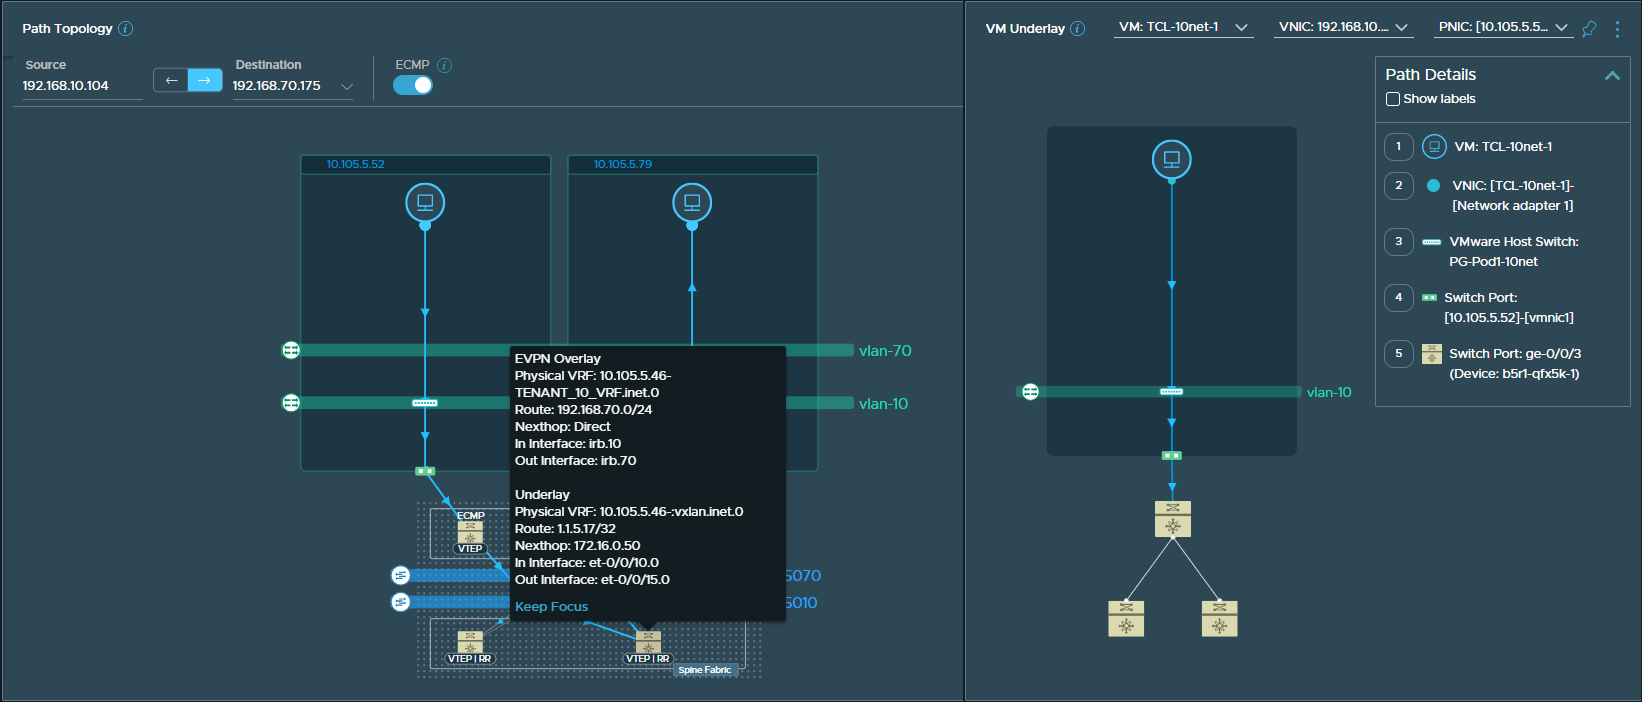 Path Topology
Source
192.168.10.104
Destination
192.168.70.175
ECMP
10.105.5.52
10.105.5.79
vlan-70
vlan-10
EVPN Overlay
Physical VRF: 10.105.5.46-
TENANT_10_VRF.inet.0
Route: 192.168.70.0/24
Nexthop: Direct
In Interface: irb.10
Out Interface: irb.70
Underlay
Physical VRF: 10.105.5.46-:vxlan.inet.0
Route: 1.1.5.17/32
Nexthop: 172.16.0.50
In Interface: et-0/0/10.0
Out Interface: et-0/0/15.0
Keep Focus
ECMP
VTEP
5070
5010
VTEP | RR
VTEP | RR
Spine Fabric
VM Underlay
VM: TCL-10net-1
VNIC: 192.168.10....
PNIC: [10.105.5.5...
Path Details
Show labels
1 VM: TCL-10net-1
2 VNIC: [TCL-10net-1]-
[Network adapter 1]
3 VMware Host Switch:
PG-Pod1-10net
4 Switch Port:
[10.105.5.52]-[vmnic1]
5 Switch Port: ge-0/0/3
(Device: b5r1-qfx5k-1)
vlan-10